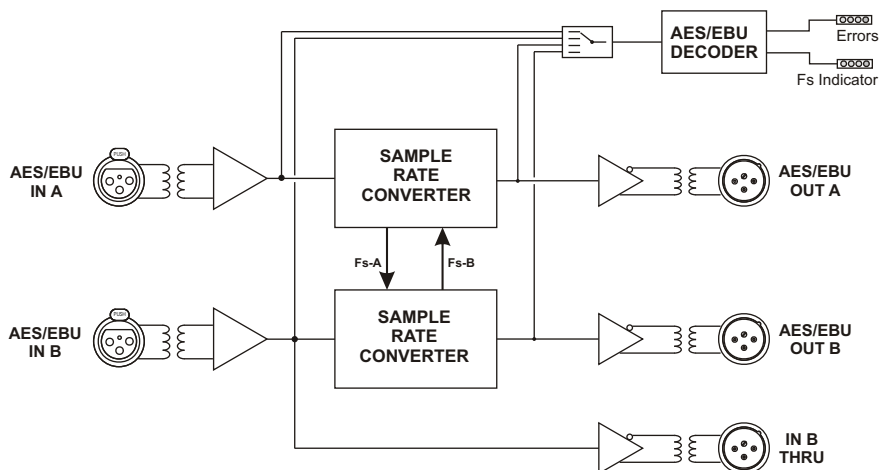 AES/EBU
DECODER
Errors
Fs Indicator
AES/EBU
IN A
PUSH
SAMPLE
RATE
CONVERTER
AES/EBU
OUT A
Fs-A
Fs-B
AES/EBU
IN B
PUSH
SAMPLE
RATE
CONVERTER
AES/EBU
OUT B
IN B
THRU